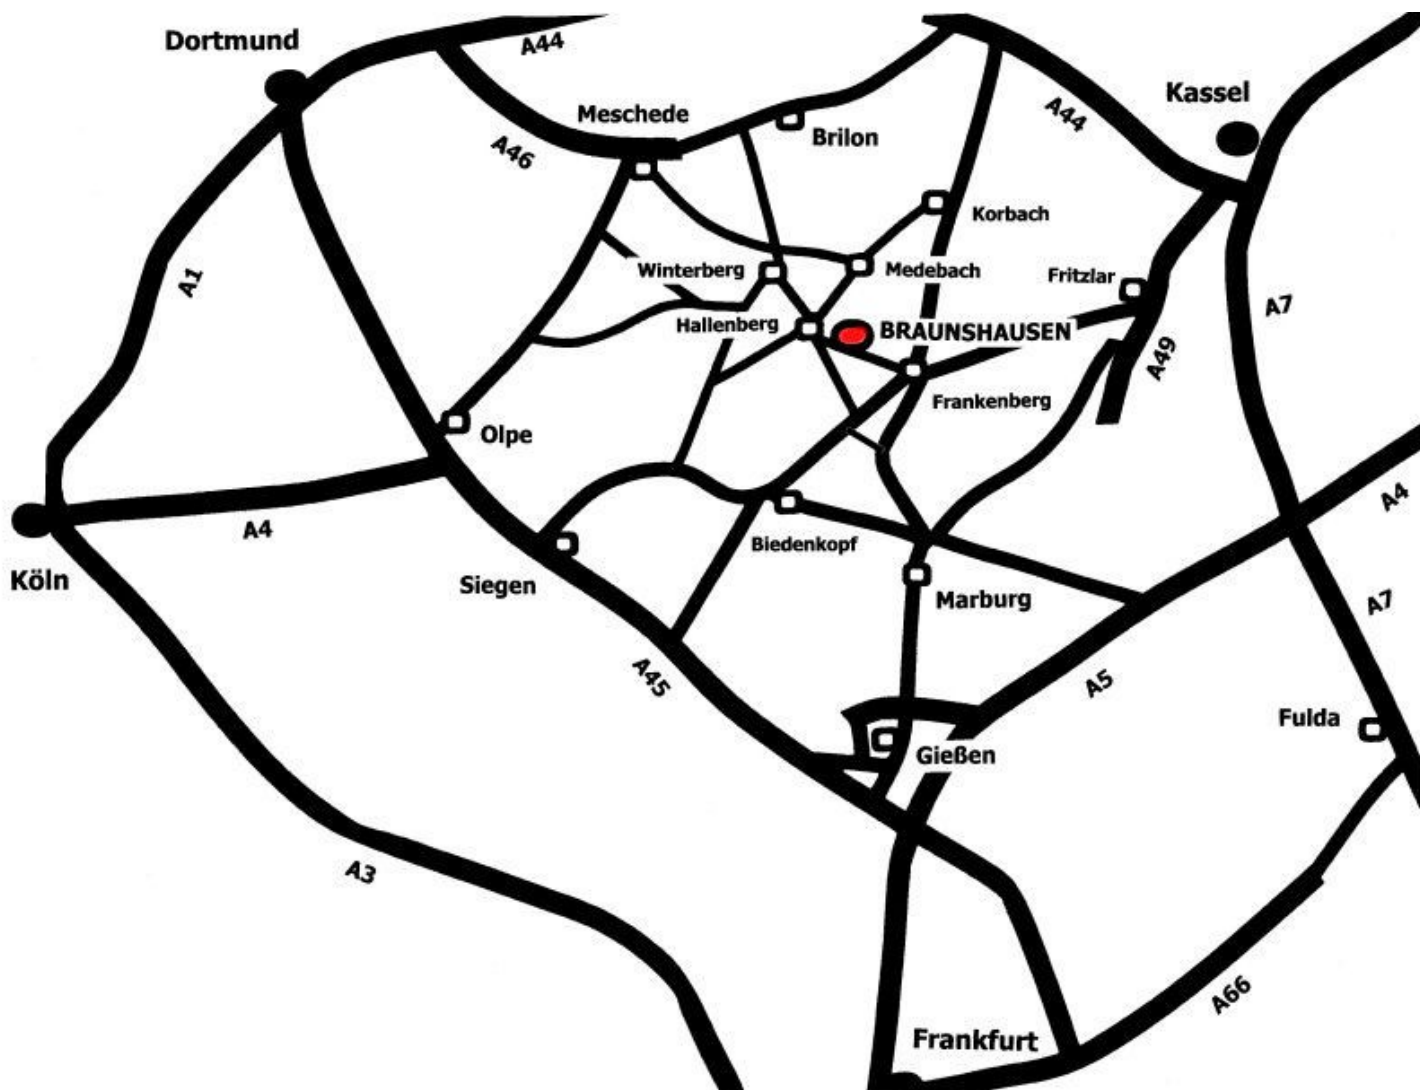 Dortmund
A44
Meschede
Kassel
A44
Brilon
A46
Korbach
A1
Winterberg
Medebach
Fritzlar
A7
Hallenberg
BRAUNSHAUSEN
A49
Frankenberg
Olpe
A4
A4
Biedenkopf
Köln
Siegen
Marburg
A7
A45
A5
Fulda
Gießen
A3
A66
Frankfurt